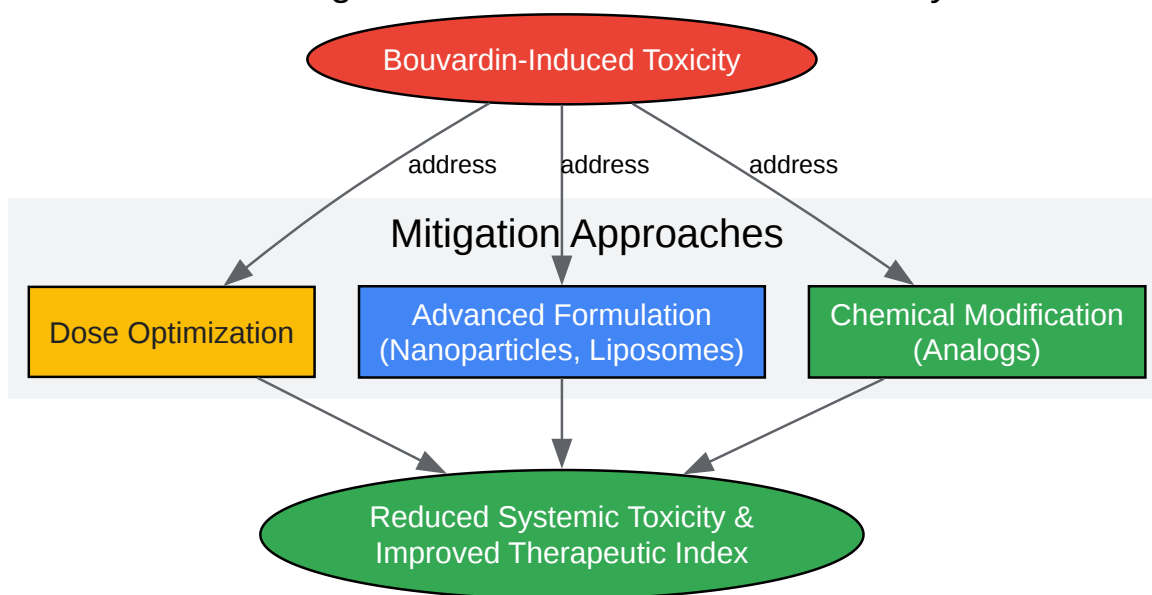 Bouvardin-Induced Toxicity
address
address
address
Mitigation Approaches
Dose Optimization
Advanced Formulation
(Nanoparticles, Liposomes)
Chemical Modification
(Analogs)
Reduced Systemic Toxicity &
Improved Therapeutic Index